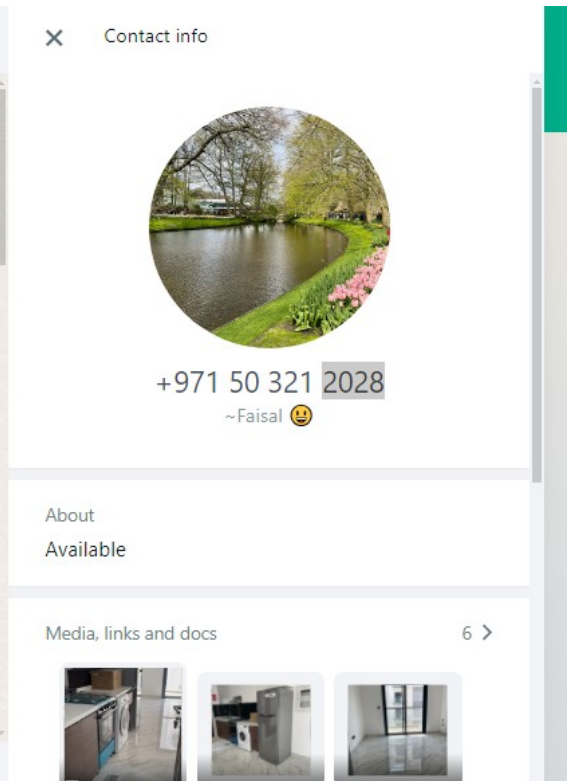 Contact info
+971 50 321 2028
~Faisal 😃
About
Available
Media, links and docs
6